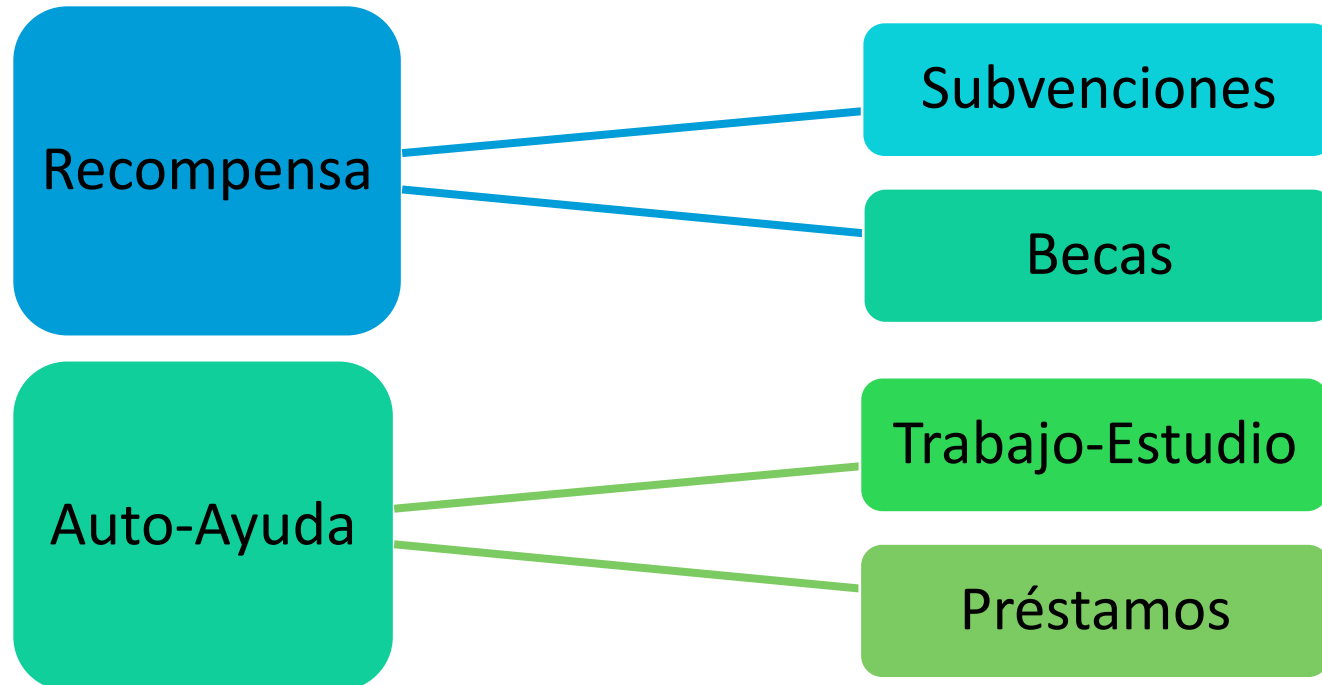 Recompensa
Subvenciones
Becas
Auto-Ayuda
Trabajo-Estudio
Préstamos